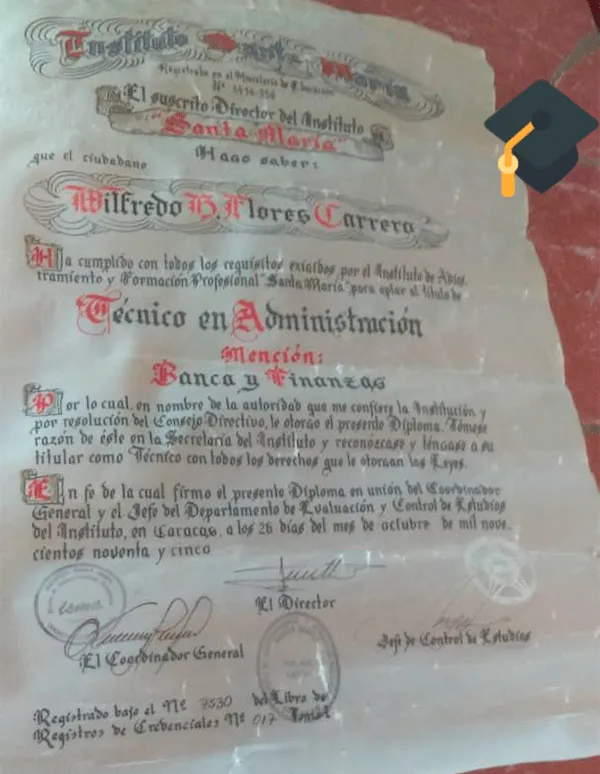 Instituto Santa María
Registrado en el Ministerio de Educación
Nº
El suscrito Director del Instituto
"Santa María"
Hago saber:
que el ciudadano
Wilfredo B. Flores Carrero
Ha cumplido con todos los requisitos exigidos por el Instituto de Adies
tramiento y Formación Profesional "Santa María" para optar al título de
Técnico en Administración
Mención:
Banca y Finanzas
Por lo cual, en nombre de la autoridad que me confiere la Institución y
por resolución del Consejo Directivo, le otorgo el presente Diploma. Tómese
razón de éste en la Secretaría del Instituto y reconózcase y téngase a su
titular como Técnico con todos los derechos que le otorgan las Leyes.
En fe de la cual firmo el presente Diploma en unión del Coordinador
General y el Jefe del Departamento de Evaluación y Control de Estudios
del Instituto, en Caracas, a los 26 días del mes de octubre de mil nove.
cientos noventa y cinco
El Director
Jefe de Control de Estudios
El Coordinador General
Registrado bajo el Nº 7530 del Libro de
Registros de Credenciales Nº 017 Tomo I